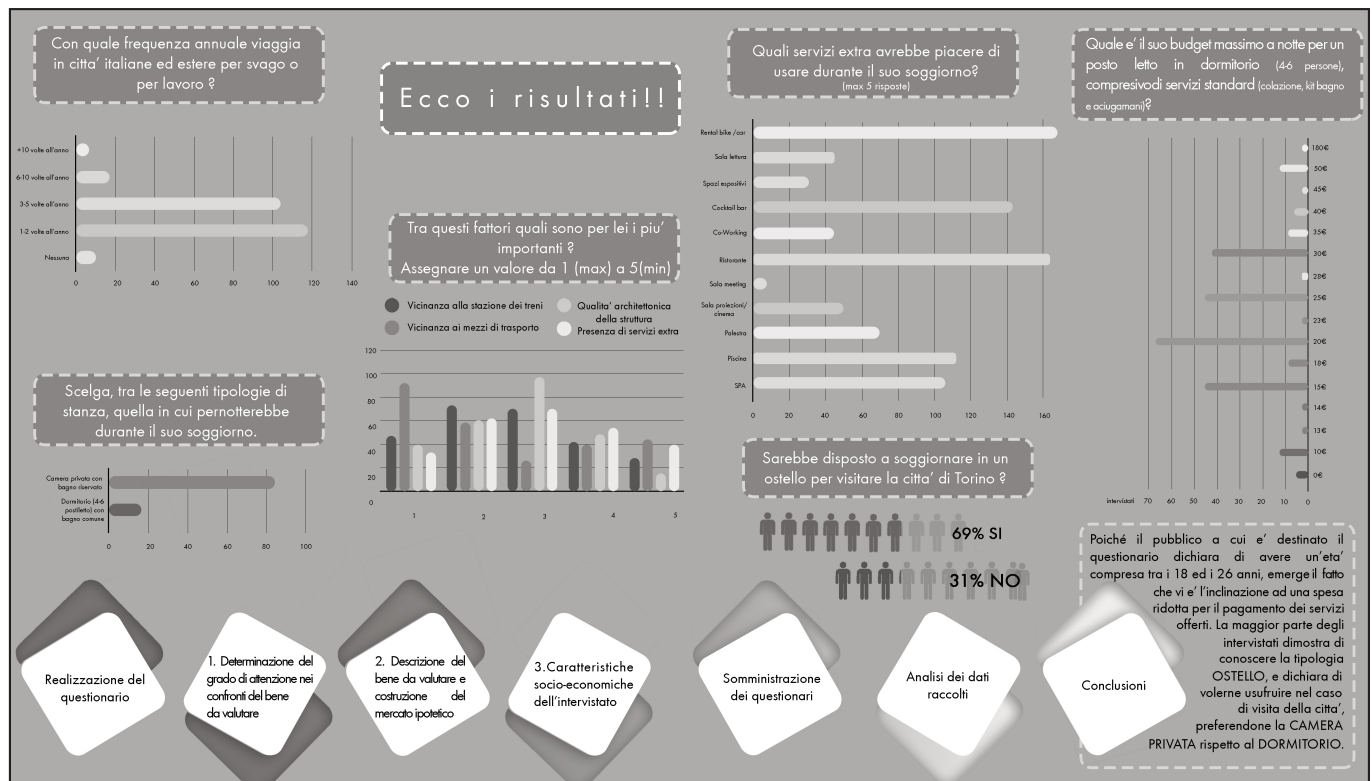 Con quale frequenza annuale viaggia
in citta' italiane ed estere per svago o
per lavoro ?
+10 volte all'anno
6-10 volte all'anno
3-5 volte all'anno
1-2 volte all'anno
Nessuna
0 20 40 60 80 100 120 140
Scelga, tra le seguenti tipologie di
stanza, quella in cui pernotterebbe
durante il suo soggiorno.
Camera privata con
bagno riservato
Dormitorio (4-6
postiletto) con
bagno comune
0 20 40 60 80 100
Ecco i risultati!!
Tra questi fattori quali sono per lei i piu'
importanti ?
Assegnare un valore da 1 (max) a 5(min)
Vicinanza alla stazione dei treni
Vicinanza ai mezzi di trasporto
Qualita' architettonica
della struttura
Presenza di servizi extra
120
100
80
60
40
20
0
1 2 3 4 5
Quali servizi extra avrebbe piacere di
usare durante il suo soggiorno?
(max 5 risposte)
Rental bike /car
Sala lettura
Spazi espositivi
Cocktail bar
Co-Working
Ristorante
Sala meeting
Sala proiezioni/
cinema
Palestra
Piscina
SPA
0 20 40 60 80 100 120 140 160
Sarebbe disposto a soggiornare in un
ostello per visitare la citta' di Torino ?
69% SI
31% NO
Quale e' il suo budget massimo a notte per un
posto letto in dormitorio (4-6 persone),
compresivodi servizi standard (colazione, kit bagno
e aciugamani)?
180€
50€
45€
40€
35€
30€
28€
25€
23€
20€
18€
15€
14€
13€
10€
0€
intervistati 70 60 50 40 30 20 10 0
Poiché il pubblico a cui e' destinato il
questionario dichiara di avere un'eta'
compresa tra i 18 ed i 26 anni, emerge il fatto
che vi e' l'inclinazione ad una spesa
ridotta per il pagamento dei servizi
offerti. La maggior parte degli
intervistati dimostra di
conoscere la tipologia
OSTELLO, e dichiara di
volerne usufruire nel caso
di visita della citta',
preferendone la CAMERA
PRIVATA rispetto al DORMITORIO.
Realizzazione del
questionario
1. Determinazione del
grado di attenzione nei
confronti del bene
da valutare
2. Descrizione del
bene da valutare e
costruzione del
mercato ipotetico
3.Caratteristiche
socio-economiche
dell'intervistato
Somministrazione
dei questionari
Analisi dei dati
raccolti
Conclusioni